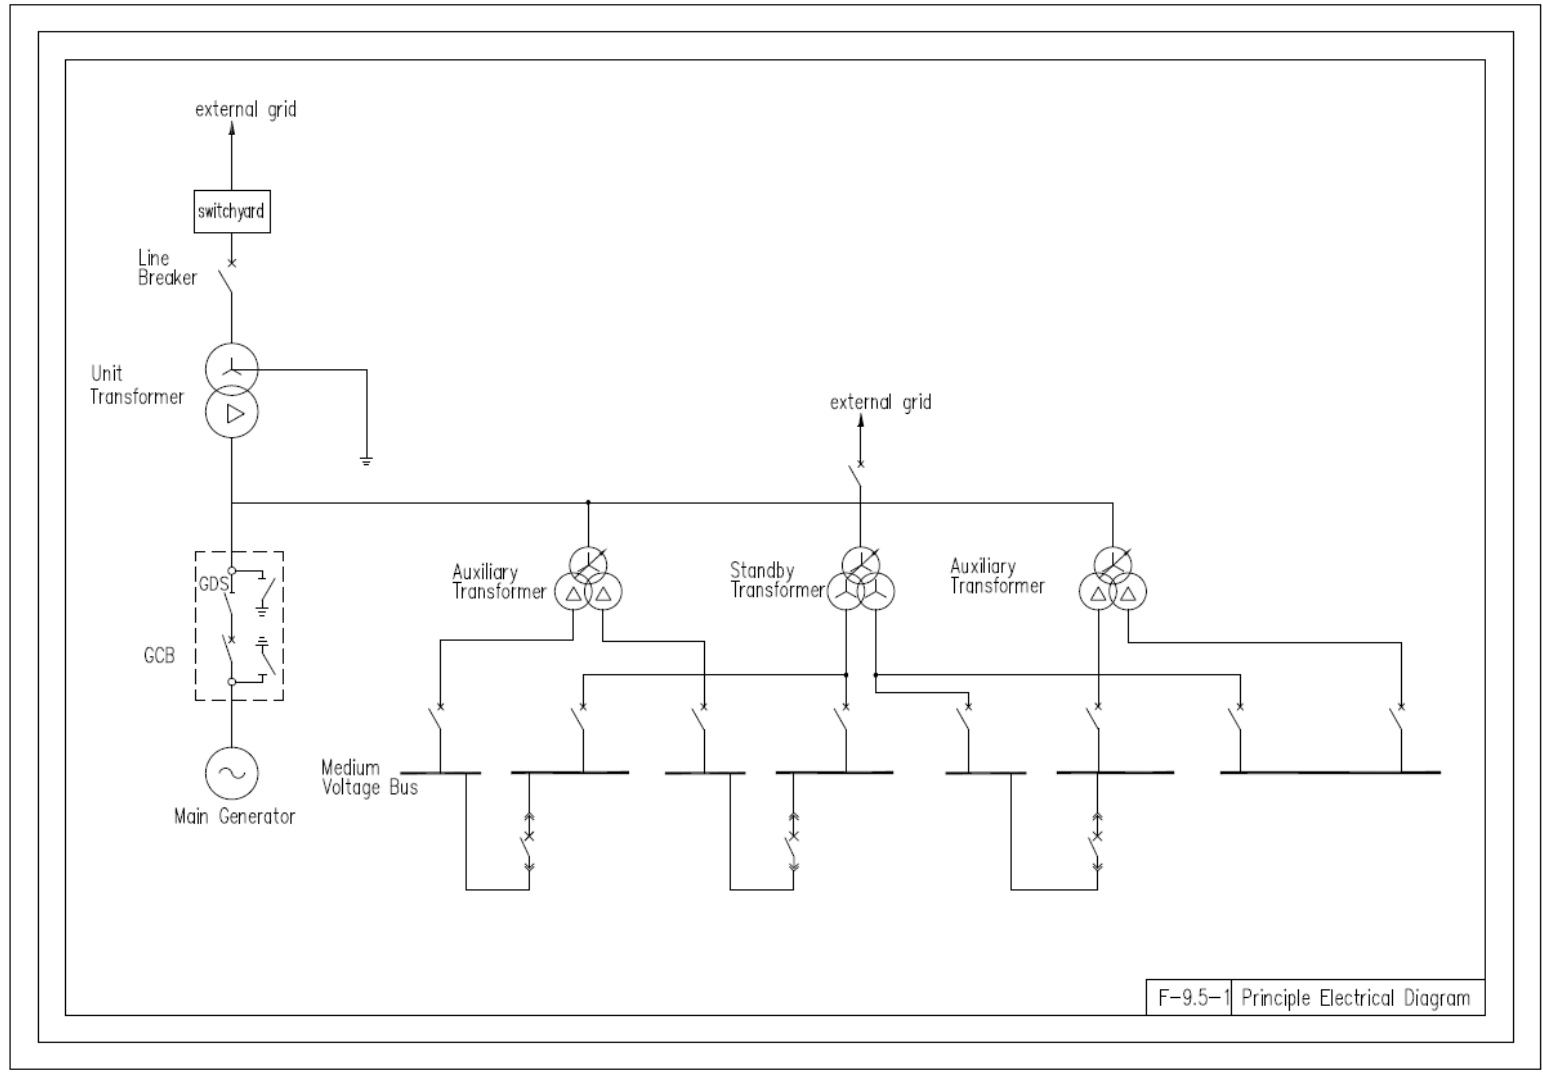 external grid
switchyard
Line
Breaker
Unit
Transformer
external grid
GDS
Auxiliary
Transformer
Standby
Transformer
Auxiliary
Transformer
GCB
Medium
Voltage Bus
Main Generator
F-9.5-1 Principle Electrical Diagram